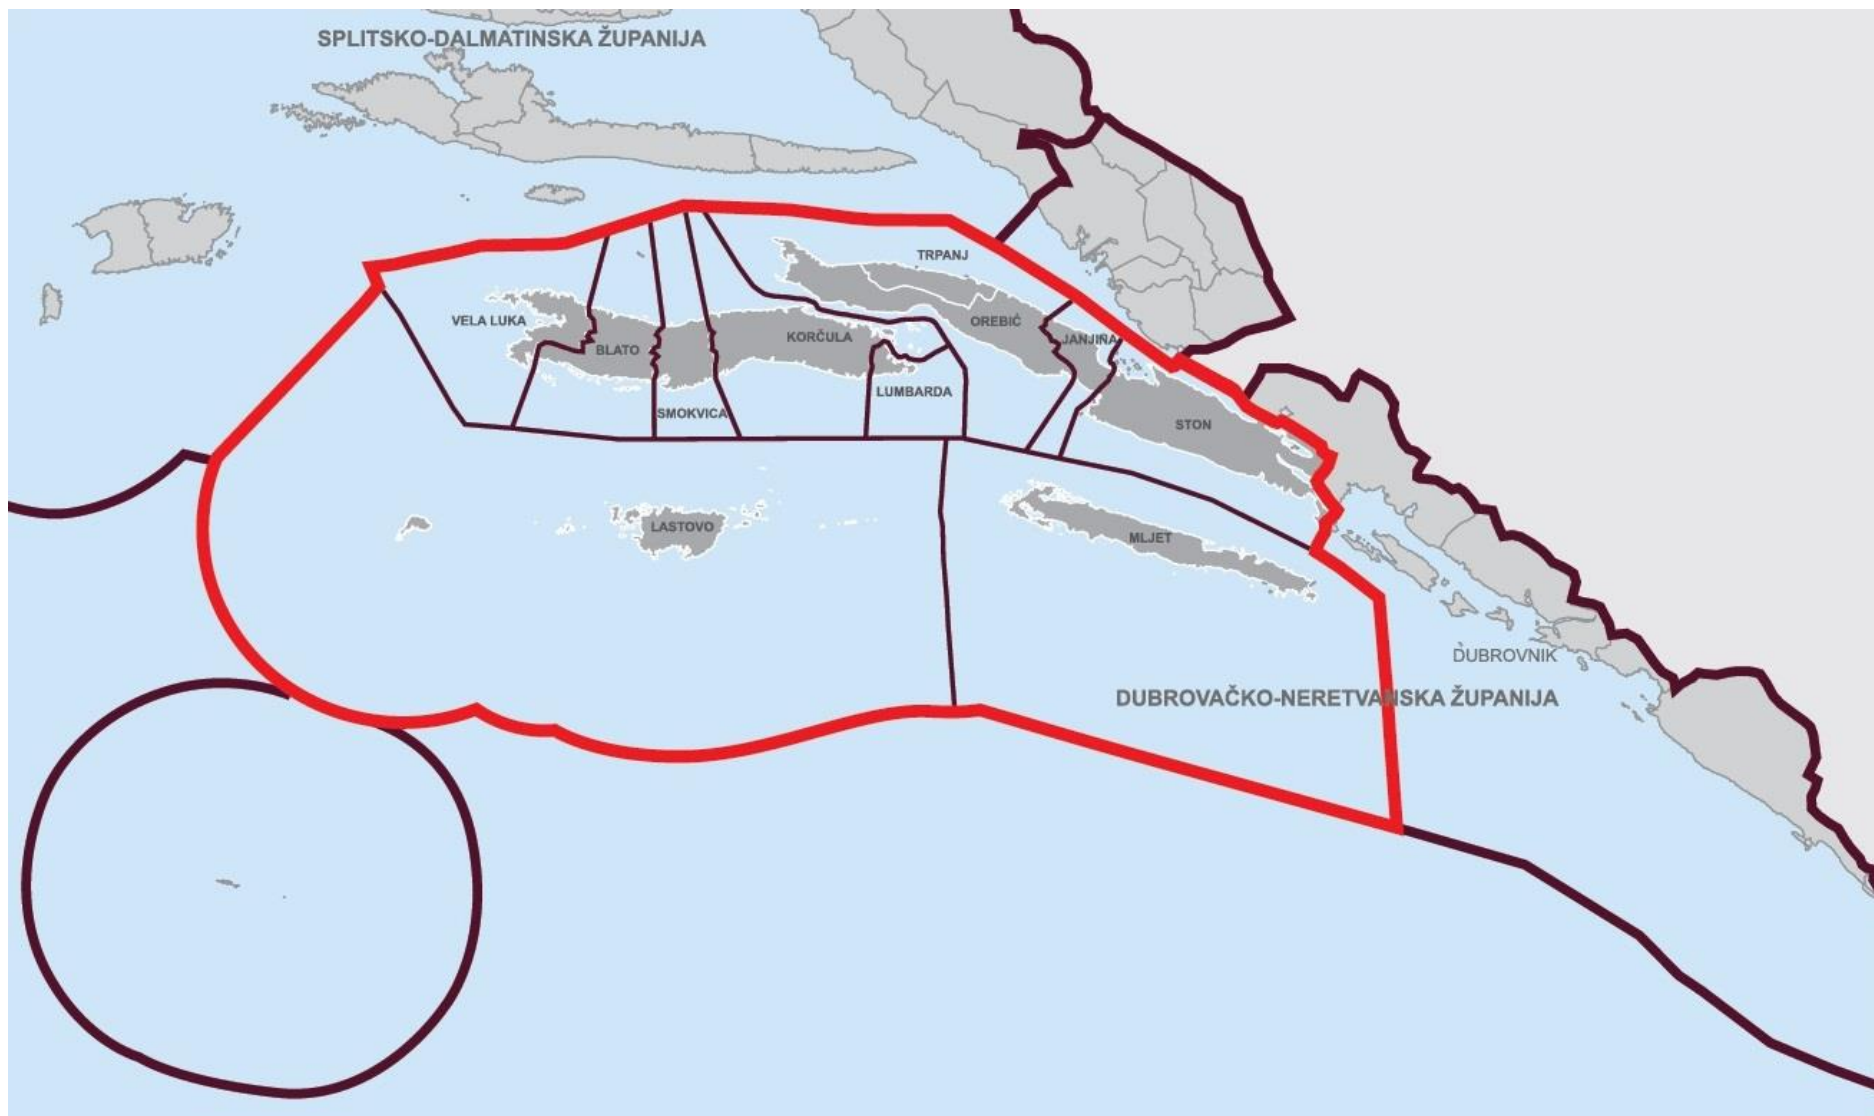 SPLITSKO-DALMATINSKA ŽUPANIJA
TRPANJ
VELA LUKA
OREBIĆ
KORČULA
JANJINA
BLATO
LUMBARDA
SMOKVICA
STON
LASTOVO
MLJET
DUBROVNIK
DUBROVAČKO-NERETVANSKA ŽUPANIJA